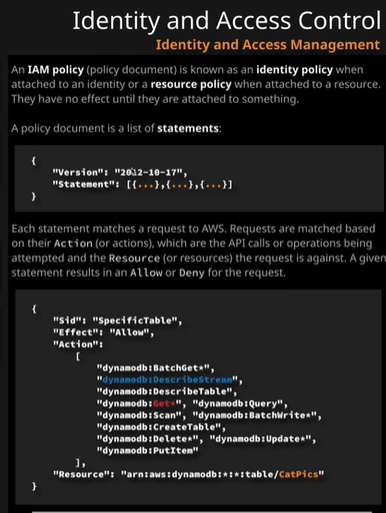 Identity and Access Control
Identity and Access Management
An IAM policy (policy document) is known as an identity policy when
attached to an identity or a resource policy when attached to a resource.
They have no effect until they are attached to something.
A policy document is a list of statements:
{
"Version": "2012-10-17",
"Statement": [{...},{...},{...}]
}
Each statement matches a request to AWS. Requests are matched based
on their Action (or actions), which are the API calls or operations being
attempted and the Resource (or resources) the request is against. A given
statement results in an Allow or Deny for the request.
{
"Sid": "SpecificTable",
"Effect": "Allow",
"Action":
[
"dynamodb:BatchGet*",
"dynamodb:DescribeStream",
"dynamodb:DescribeTable",
"dynamodb:Get*", "dynamodb:Query",
"dynamodb:Scan", "dynamodb:BatchWrite*",
"dynamodb:CreateTable",
"dynamodb:Delete*", "dynamodb:Update*",
"dynamodb:PutItem"
],
"Resource": "arn:aws:dynamodb:*:*:table/CatPics"
}